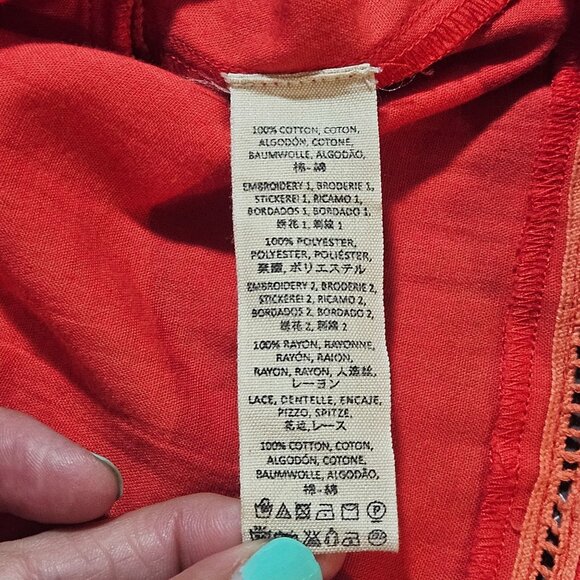 100% COTTON, COTON,
ALGODÓN, COTONE,
BAUMWOLLE, ALGODÃO,
棉 - 綿
EMBROIDERY 1, BRODERIE 1,
STICKEREI 1, RICAMO 1,
BORDADOS 1, BORDADO 1,
绣花 1, 刺繍 1
100% POLYESTER,
POLYESTER, POLIÉSTER,
聚酯, ポリエステル
EMBROIDERY 2, BRODERIE 2,
STICKEREI 2, RICAMO 2,
BORDADOS 2, BORDADO 2,
绣花 2, 刺繍 2
100% RAYON, RAYONNE,
RAYÓN, RAION,
RAYON, RAYON, 人造絲,
レーヨン
LACE, DENTELLE, ENCAJE,
PIZZO, SPITZE,
花边, レース
100% COTTON, COTON,
ALGODÓN, COTONE,
BAUMWOLLE, ALGODÃO,
棉 - 綿
P